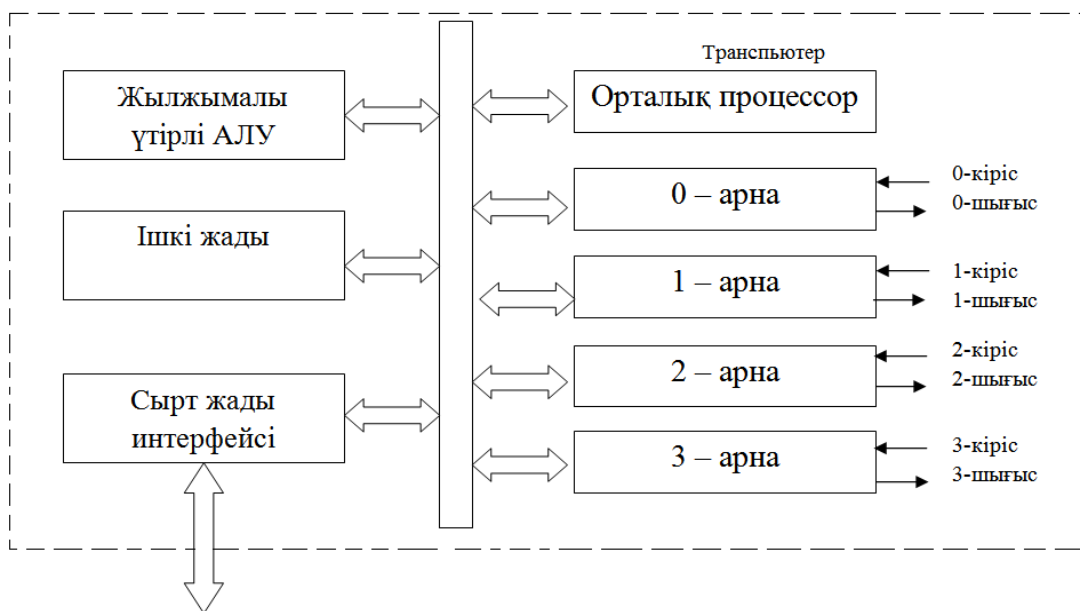 Транспьютер
Жылжымалы
үтірлі АЛУ
Орталық процессор
0 – арна
0-кіріс
0-шығыс
Ішкі жады
1 – арна
1-кіріс
1-шығыс
2 – арна
2-кіріс
2-шығыс
Сырт жады
интерфейсі
3 – арна
3-кіріс
3-шығыс